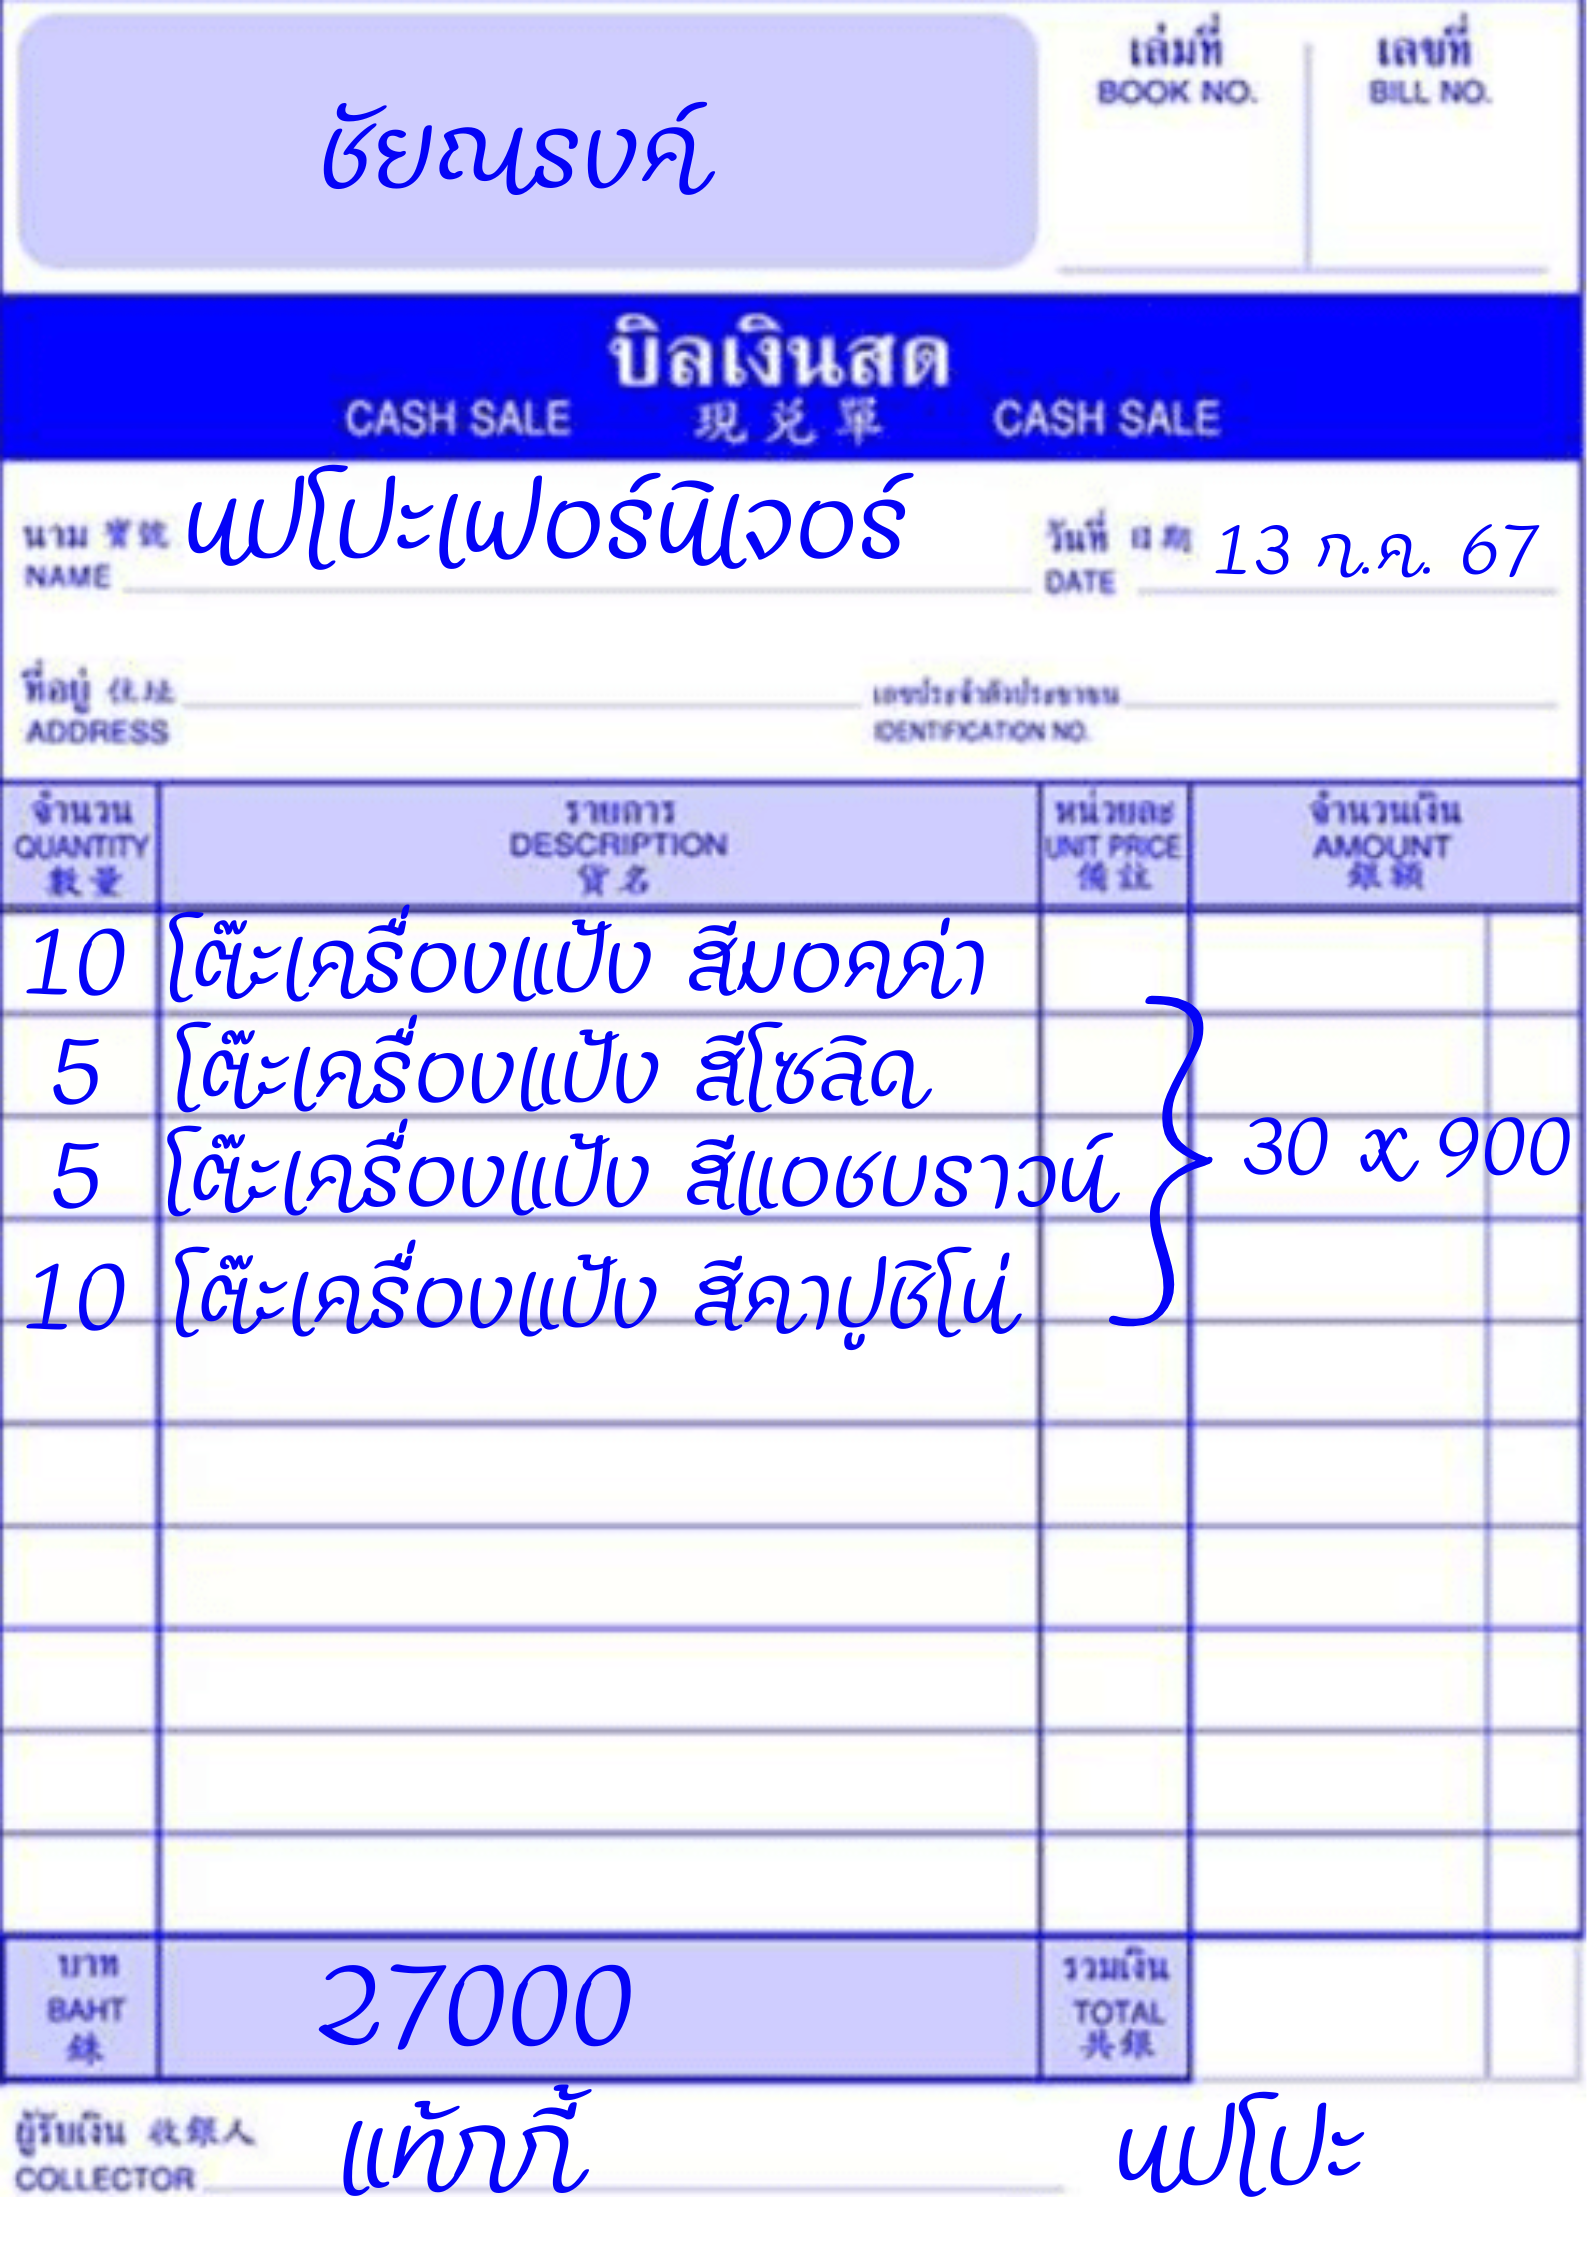 เล่มที่ เลขที่
BOOK NO. BILL NO.
ชัยณรงค์
บิลเงินสด
CASH SALE 現兌單 CASH SALE
นาม 寶號 นปโปะเฟอร์นิเจอร์ วันที่ 日期 13 ก.ค. 67
NAME DATE
ที่อยู่ 住址 เลขประจำตัวประชาชน
ADDRESS IDENTIFICATION NO.
จำนวน รายการ หน่วยละ จำนวนเงิน
QUANTITY DESCRIPTION UNIT PRICE AMOUNT
數量 貨名 備註 銀額
10 โต๊ะเครื่องแป้ง สีมอคค่า
5 โต๊ะเครื่องแป้ง สีโซลิด
5 โต๊ะเครื่องแป้ง สีแอชบราวน์ 30 x 900
10 โต๊ะเครื่องแป้ง สีคาปูชิโน่
บาท 27000 รวมเงิน
BAHT TOTAL
銖 共銀
ผู้รับเงิน 收銀人 แท้กกี้ นปโปะ
COLLECTOR